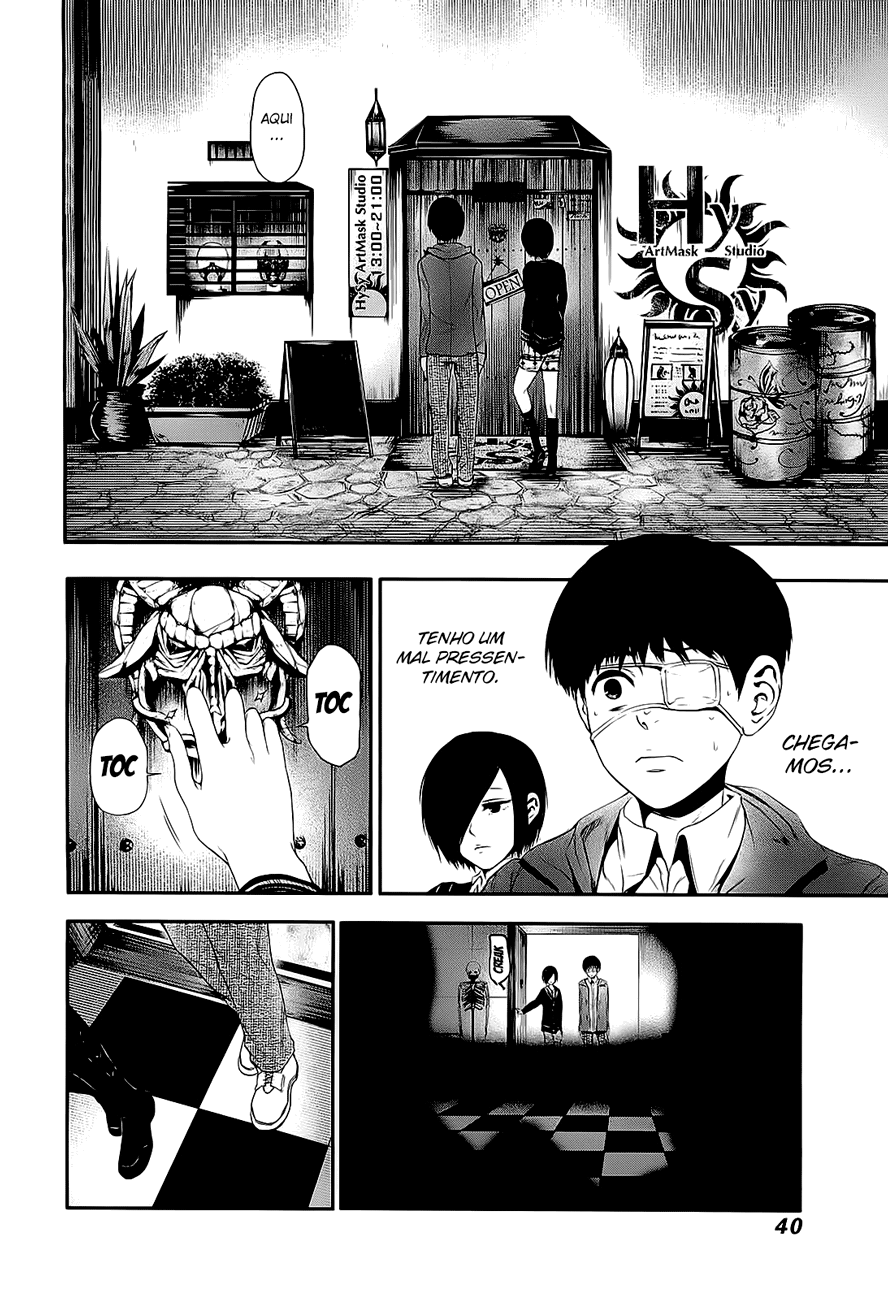 AQUI
...
HySy ArtMask Studio
13:00~21:00
OPEN
Hy
ArtMask Studio
Sy
CHEGA-
MOS...
TENHO UM
MAL PRESSEN-
TIMENTO.
TOC
TOC
CREAK
40